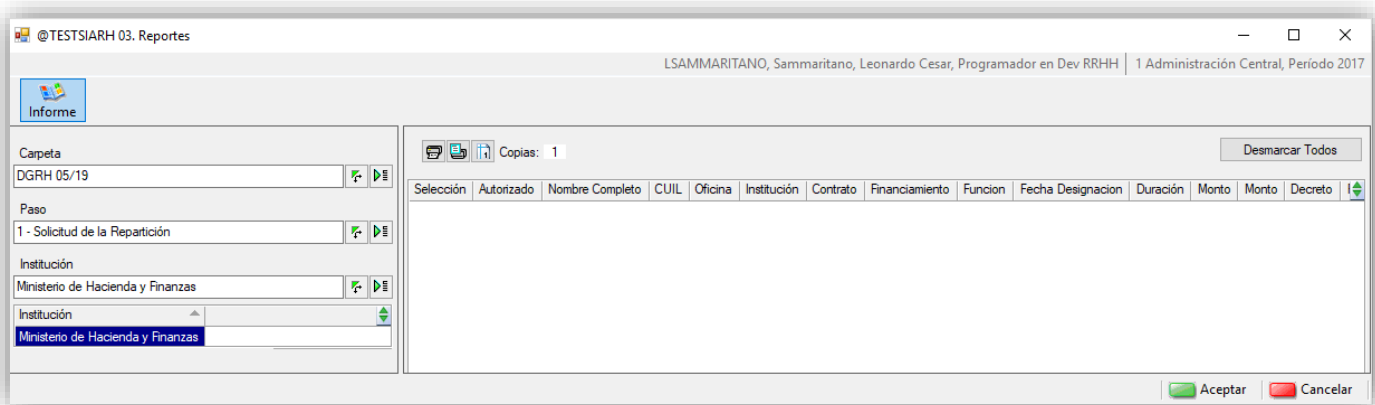 @TESTSIARH 03. Reportes
LSAMMARITANO, Sammaritano, Leonardo Cesar, Programador en Dev RRHH | 1 Administración Central, Período 2017
Informe
Carpeta
DGRH 05/19
Paso
1 - Solicitud de la Repartición
Institución
Ministerio de Hacienda y Finanzas
Institución
Ministerio de Hacienda y Finanzas
Copias: 1
Desmarcar Todos
Selección Autorizado Nombre Completo CUIL Oficina Institución Contrato Financiamiento Funcion Fecha Designacion Duración Monto Monto Decreto
Aceptar Cancelar